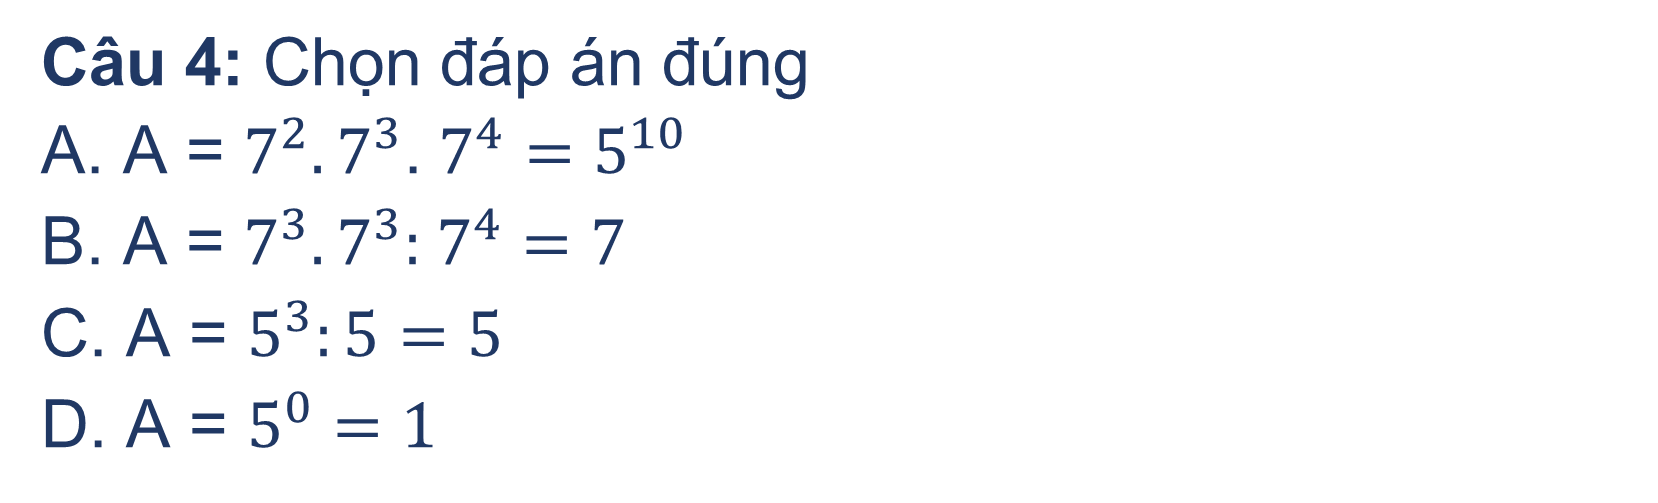 Câu 4: Chọn đáp án đúng
A. A = 7².7³. 7⁴ = 5¹⁰
B. A = 7³.7³: 7⁴ = 7
C. A = 5³: 5 = 5
D. A = 5⁰ = 1